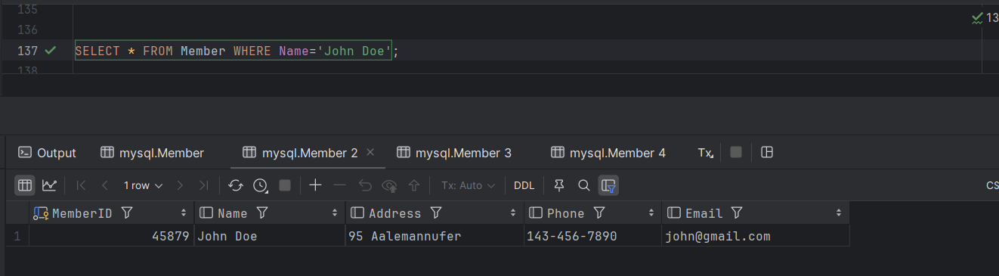 135
13
136
137 SELECT * FROM Member WHERE Name='John Doe';
138
Output mysql.Member mysql.Member 2 mysql.Member 3 mysql.Member 4 Tx
1 row Tx: Auto DDL CS
MemberID Name Address Phone Email
1 45879 John Doe 95 Aalemannufer 143-456-7890 john@gmail.com